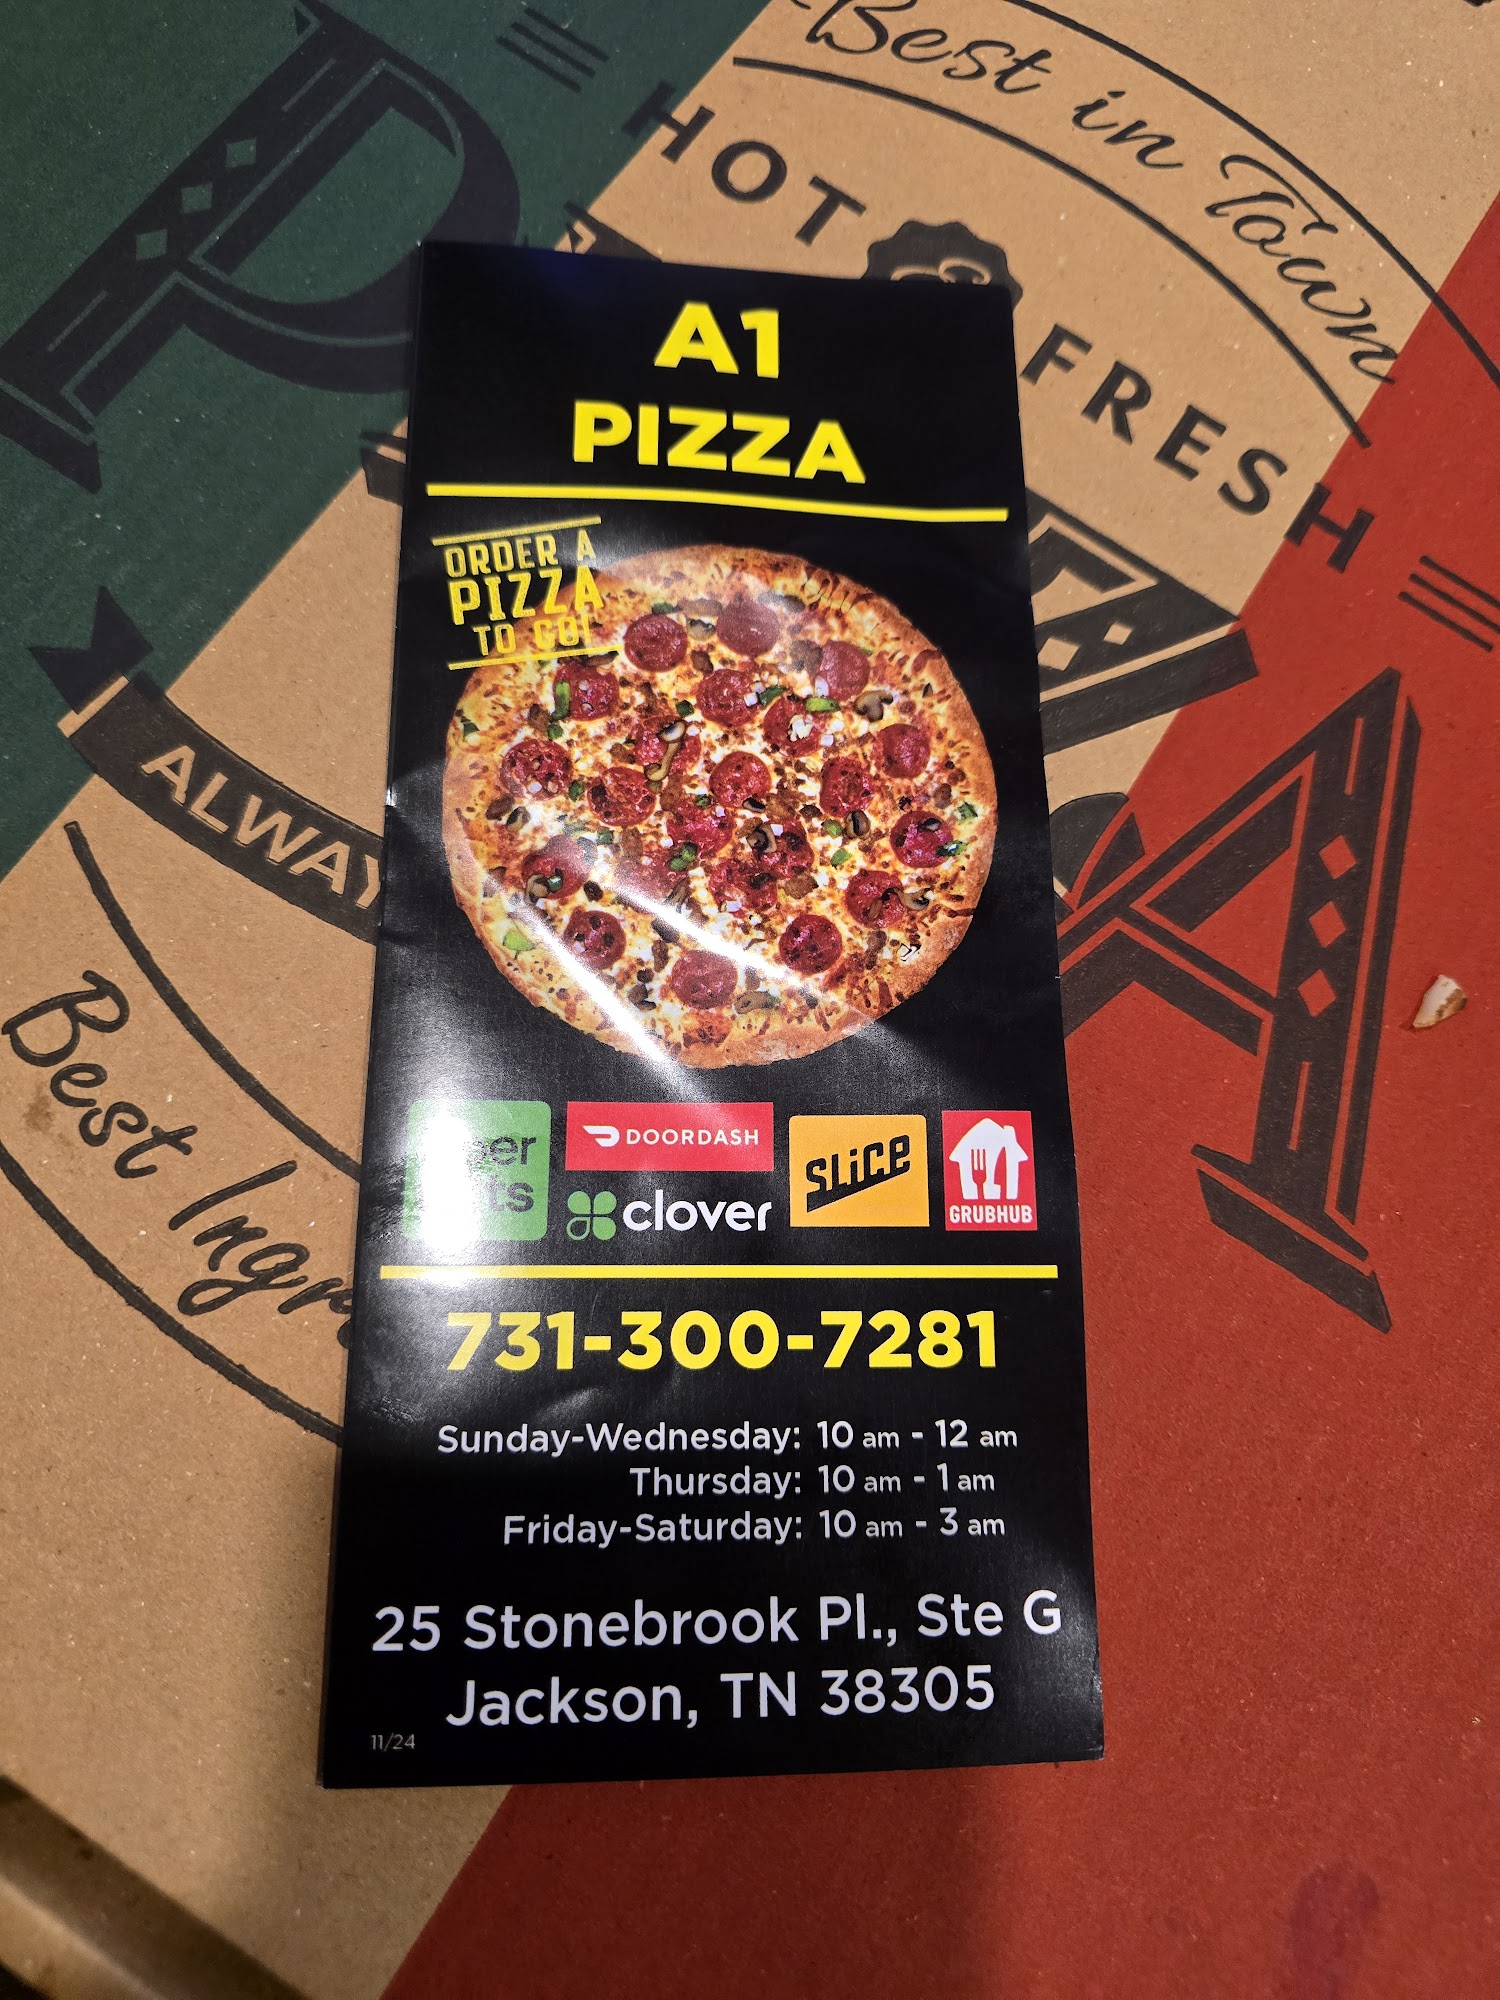 Best in Town
HOT & FRESH
P
ZA
ALWAY
Best Ingr
A1
PIZZA
ORDER A
PIZZA
TO GO!
DOORDASH
clover
SLiCE
GRUBHUB
731-300-7281
Sunday-Wednesday: 10 am - 12 am
Thursday: 10 am - 1 am
Friday-Saturday: 10 am - 3 am
25 Stonebrook Pl., Ste G
Jackson, TN 38305
11/24